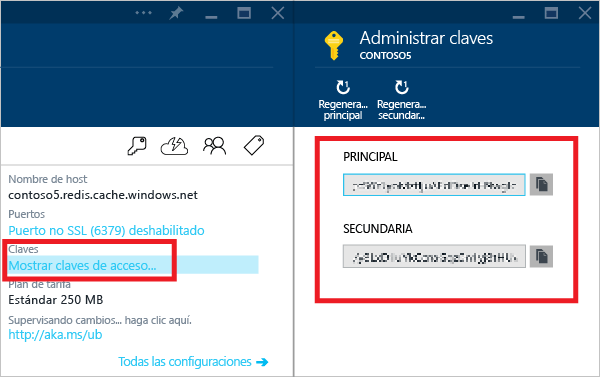 Administrar claves
CONTOSO5
Regenera...
principal
Regenera...
secundar...
Nombre de host
contoso5.redis.cache.windows.net
Puertos
Puerto no SSL (6379) deshabilitado
Claves
Mostrar claves de acceso...
Plan de tarifa
Estándar 250 MB
Supervisando cambios... haga clic aquí.
http://aka.ms/ub
Todas las configuraciones
PRINCIPAL
SECUNDARIA